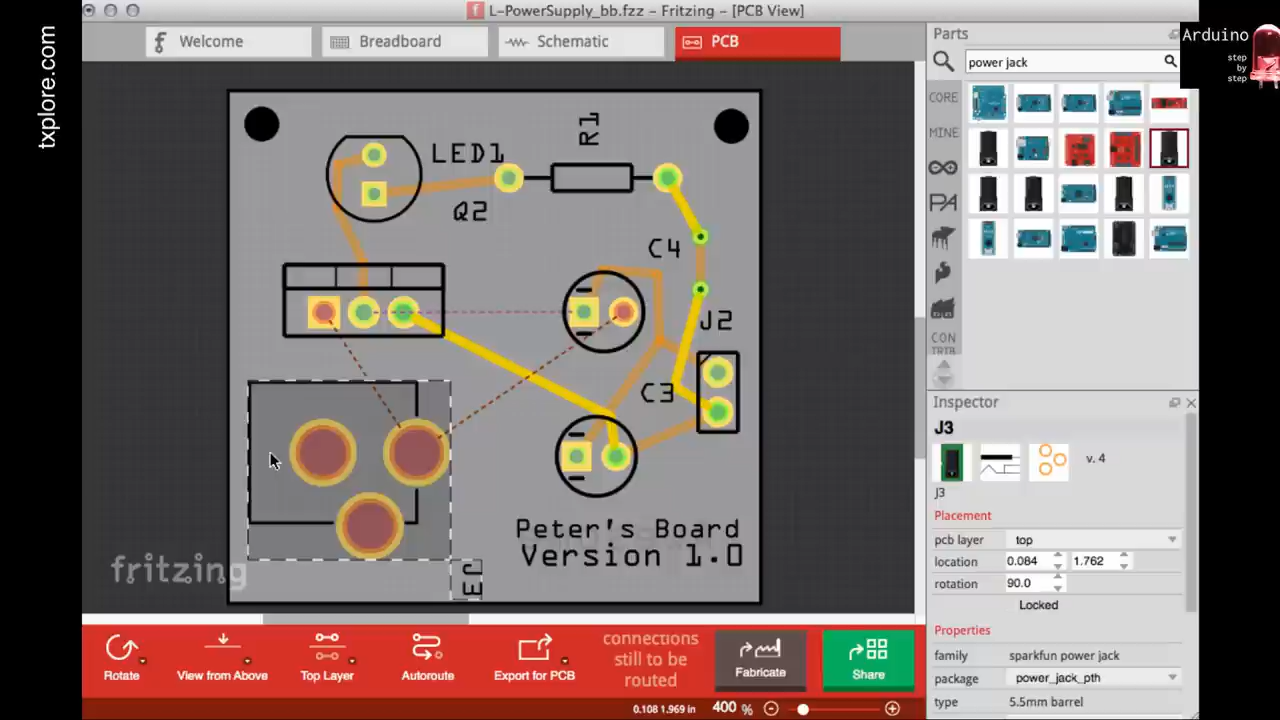 L-PowerSupply_bb.fzz – Fritzing – [PCB View]
txplore.com
Arduino
step
by
step
Welcome
Breadboard
Schematic
PCB
Parts
power jack
CORE
MINE
PA
CON
TRIB
LED1
R1
Q2
C4
J2
C3
Peter's Board
Version 1.0
J3
fritzing
Inspector
J3
v. 4
J3
Placement
pcb layer top
location 0.084 1.762
rotation 90.0
Locked
Properties
family sparkfun power jack
package power_jack_pth
type 5.5mm barrel
Rotate
View from Above
Top Layer
Autoroute
Export for PCB
connections
still to be
routed
Fabricate
Share
0.108 1.969 in
400 %